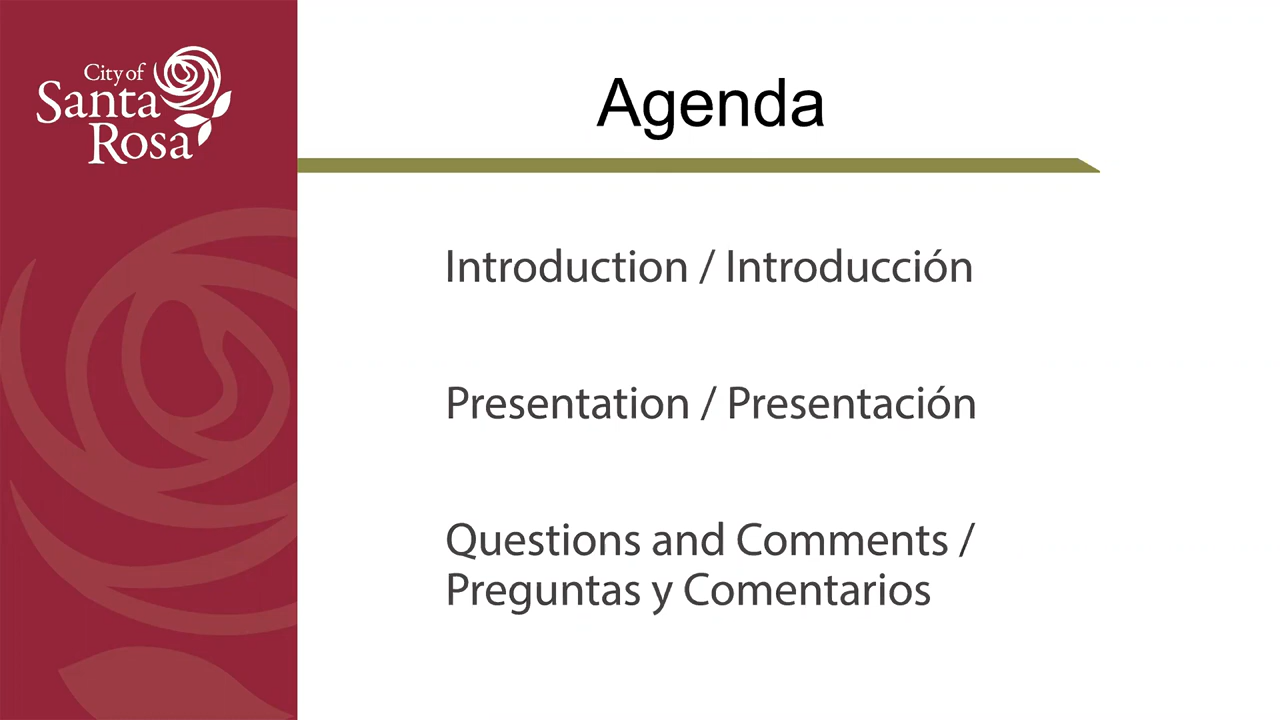 City of
Santa
Rosa
Agenda
Introduction / Introducción
Presentation / Presentación
Questions and Comments /
Preguntas y Comentarios